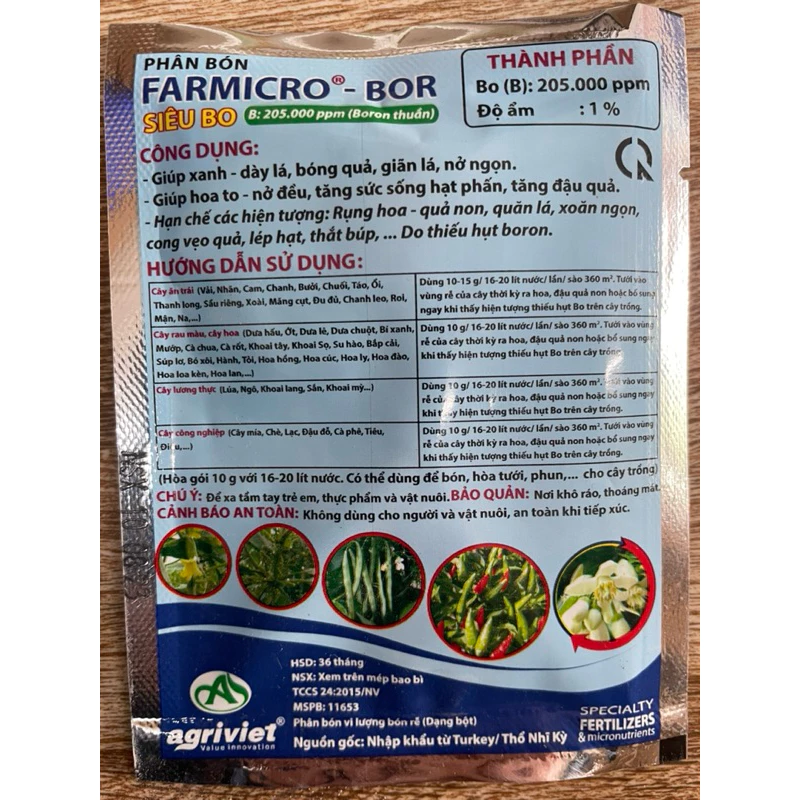 PHÂN BÓN
FARMICRO® - BOR
SIÊU BO B: 205.000 ppm (Boron thuần)
THÀNH PHẦN
Bo (B): 205.000 ppm
Độ ẩm : 1 %
CÔNG DỤNG:
- Giúp xanh - dày lá, bóng quả, giãn lá, nở ngọn.
- Giúp hoa to - nở đều, tăng sức sống hạt phấn, tăng đậu quả.
- Hạn chế các hiện tượng: Rụng hoa - quả non, quăn lá, xoăn ngọn,
cong vẹo quả, lép hạt, thắt búp, ... Do thiếu hụt boron.
HƯỚNG DẪN SỬ DỤNG:
Cây ăn trái (Vải, Nhãn, Cam, Chanh, Bưởi, Chuối, Táo, Ổi,
Thanh long, Sầu riêng, Xoài, Măng cụt, Đu đủ, Chanh leo, Roi,
Mận, Na,...)
Dùng 10-15 g/ 16-20 lít nước/ lần/ sào 360 m². Tưới vào
vùng rễ của cây thời kỳ ra hoa, đậu quả non hoặc bổ sung
ngay khi thấy hiện tượng thiếu hụt Bo trên cây trồng.
Cây rau màu, cây hoa (Dưa hấu, Ớt, Dưa lê, Dưa chuột, Bí xanh,
Mướp, Cà chua, Cà rốt, Khoai tây, Khoai Sọ, Su hào, Bắp cải,
Súp lơ, Bó xôi, Hành, Tỏi, Hoa hồng, Hoa cúc, Hoa ly, Hoa đào,
Hoa loa kèn, Hoa lan,...)
Dùng 10 g/ 16-20 lít nước/ lần/ sào 360 m². Tưới vào vùng
rễ của cây thời kỳ ra hoa, đậu quả non hoặc bổ sung ngay
khi thấy hiện tượng thiếu hụt Bo trên cây trồng.
Cây lương thực (Lúa, Ngô, Khoai lang, Sắn, Khoai mỳ...)
Dùng 10 g/ 16-20 lít nước/ lần/ sào 360 m². Tưới vào vùng
rễ của cây thời kỳ ra hoa, đậu quả non hoặc bổ sung ngay
khi thấy hiện tượng thiếu hụt Bo trên cây trồng.
Cây công nghiệp (Cây mía, Chè, Lạc, Đậu đỗ, Cà phê, Tiêu,
Điều,...)
Dùng 10 g/ 16-20 lít nước/ lần/ sào 360 m². Tưới vào vùng
rễ của cây thời kỳ ra hoa, đậu quả non hoặc bổ sung ngay
khi thấy hiện tượng thiếu hụt Bo trên cây trồng.
(Hòa gói 10 g với 16-20 lít nước. Có thể dùng để bón, hòa tưới, phun,... cho cây trồng)
CHÚ Ý: Để xa tầm tay trẻ em, thực phẩm và vật nuôi. BẢO QUẢN: Nơi khô ráo, thoáng mát.
CẢNH BÁO AN TOÀN: Không dùng cho người và vật nuôi, an toàn khi tiếp xúc.
HSD: 36 tháng
NSX: Xem trên mép bao bì
TCCS 24:2015/NV
MSPB: 11653
Phân bón vi lượng bón rễ (Dạng bột)
Nguồn gốc: Nhập khẩu từ Turkey/ Thổ Nhĩ Kỳ
agriviet®
Value innovation
SPECIALTY
FERTILIZERS
& micronutrients